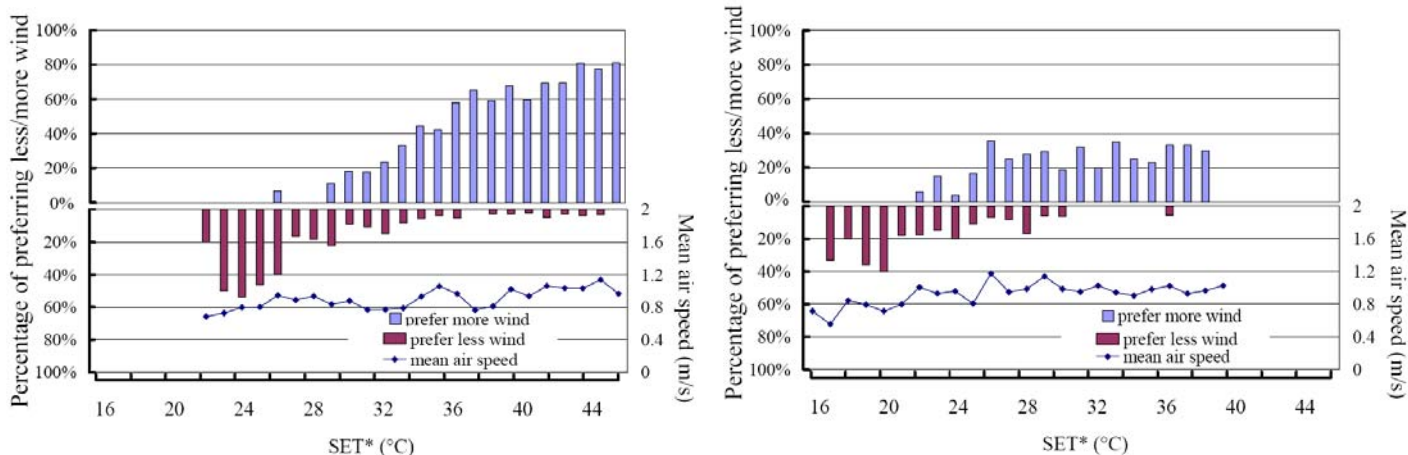 Percentage of preferring less/more wind
100%
80%
60%
40%
20%
0%
20%
40%
60%
80%
100%
2
1.6
1.2
0.8
0.4
0
Mean air speed (m/s)
prefer more wind
prefer less wind
mean air speed
16 20 24 28 32 36 40 44
SET* (°C)
Percentage of preferring less/more wind
100%
80%
60%
40%
20%
0%
20%
40%
60%
80%
100%
2
1.6
1.2
0.8
0.4
0
Mean air speed (m/s)
prefer more wind
prefer less wind
mean air speed
16 20 24 28 32 36 40 44
SET* (°C)